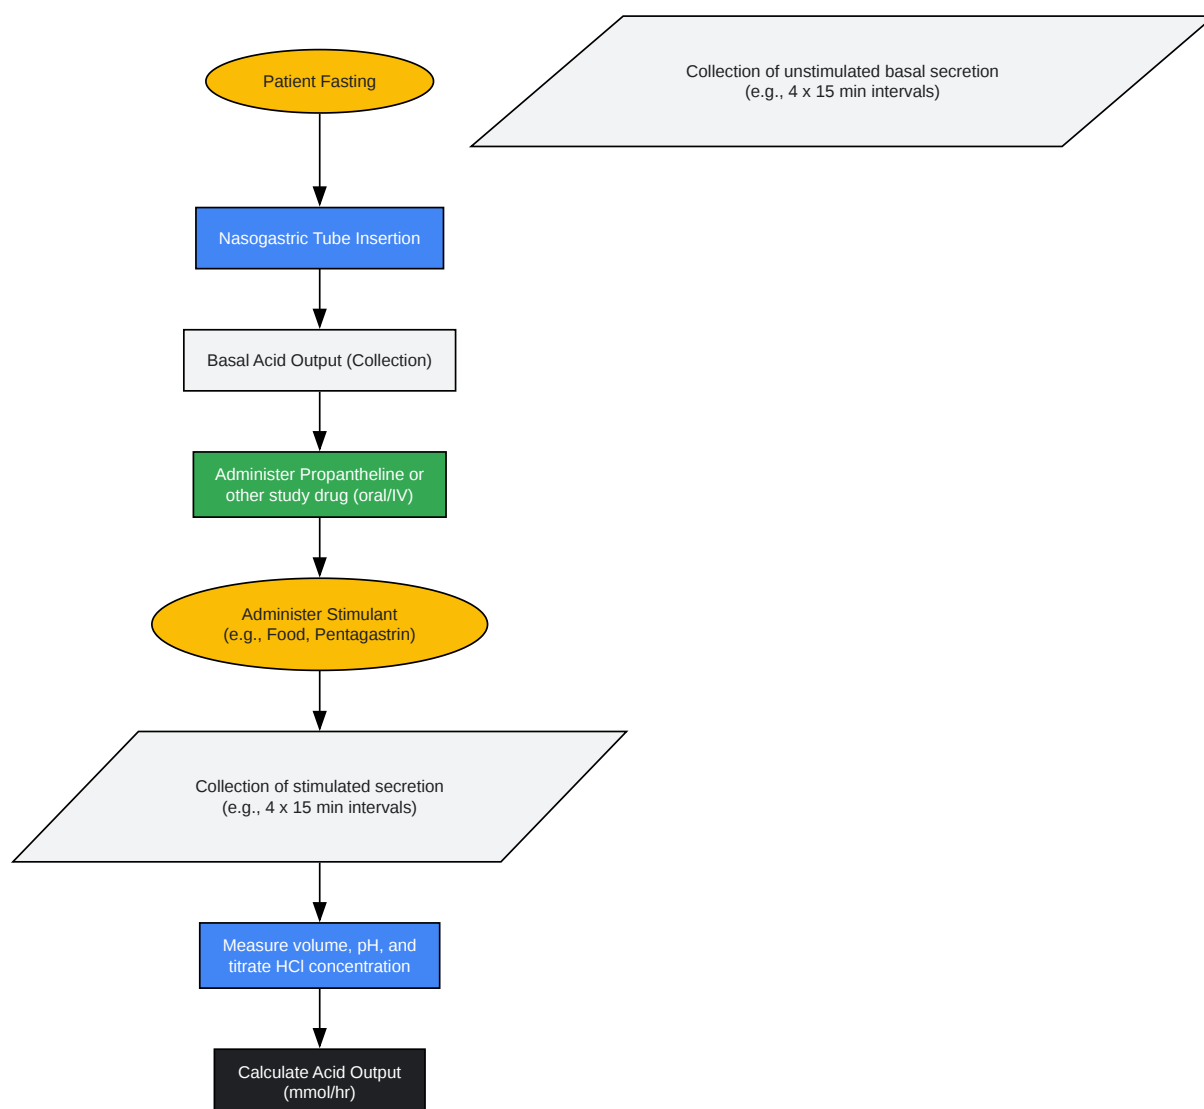 Patient Fasting
Collection of unstimulated basal secretion
(e.g., 4 x 15 min intervals)
Nasogastric Tube Insertion
Basal Acid Output (Collection)
Administer Propantheline or
other study drug (oral/IV)
Administer Stimulant
(e.g., Food, Pentagastrin)
Collection of stimulated secretion
(e.g., 4 x 15 min intervals)
Measure volume, pH, and
titrate HCl concentration
Calculate Acid Output
(mmol/hr)